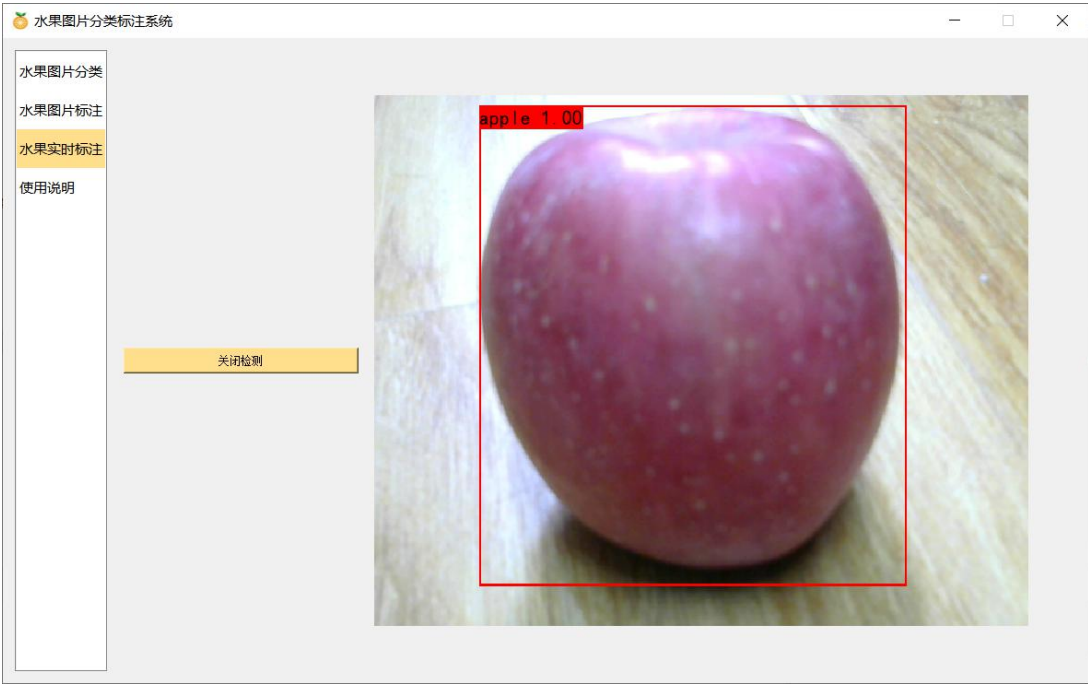 水果图片分类标注系统
水果图片分类
水果图片标注
水果实时标注
使用说明
关闭检测
apple 1.00